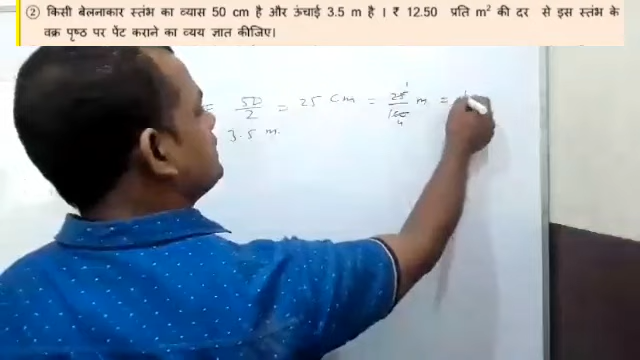 ② किसी बेलनाकार स्तंभ का व्यास 50 cm है और ऊंचाई 3.5 m है । ₹ 12.50 प्रति m² की दर से इस स्तंभ के
वक्र पृष्ठ पर पेंट कराने का व्यय ज्ञात कीजिए।
= 50/2 = 25 cm = 25/100 m =
3.5 m.